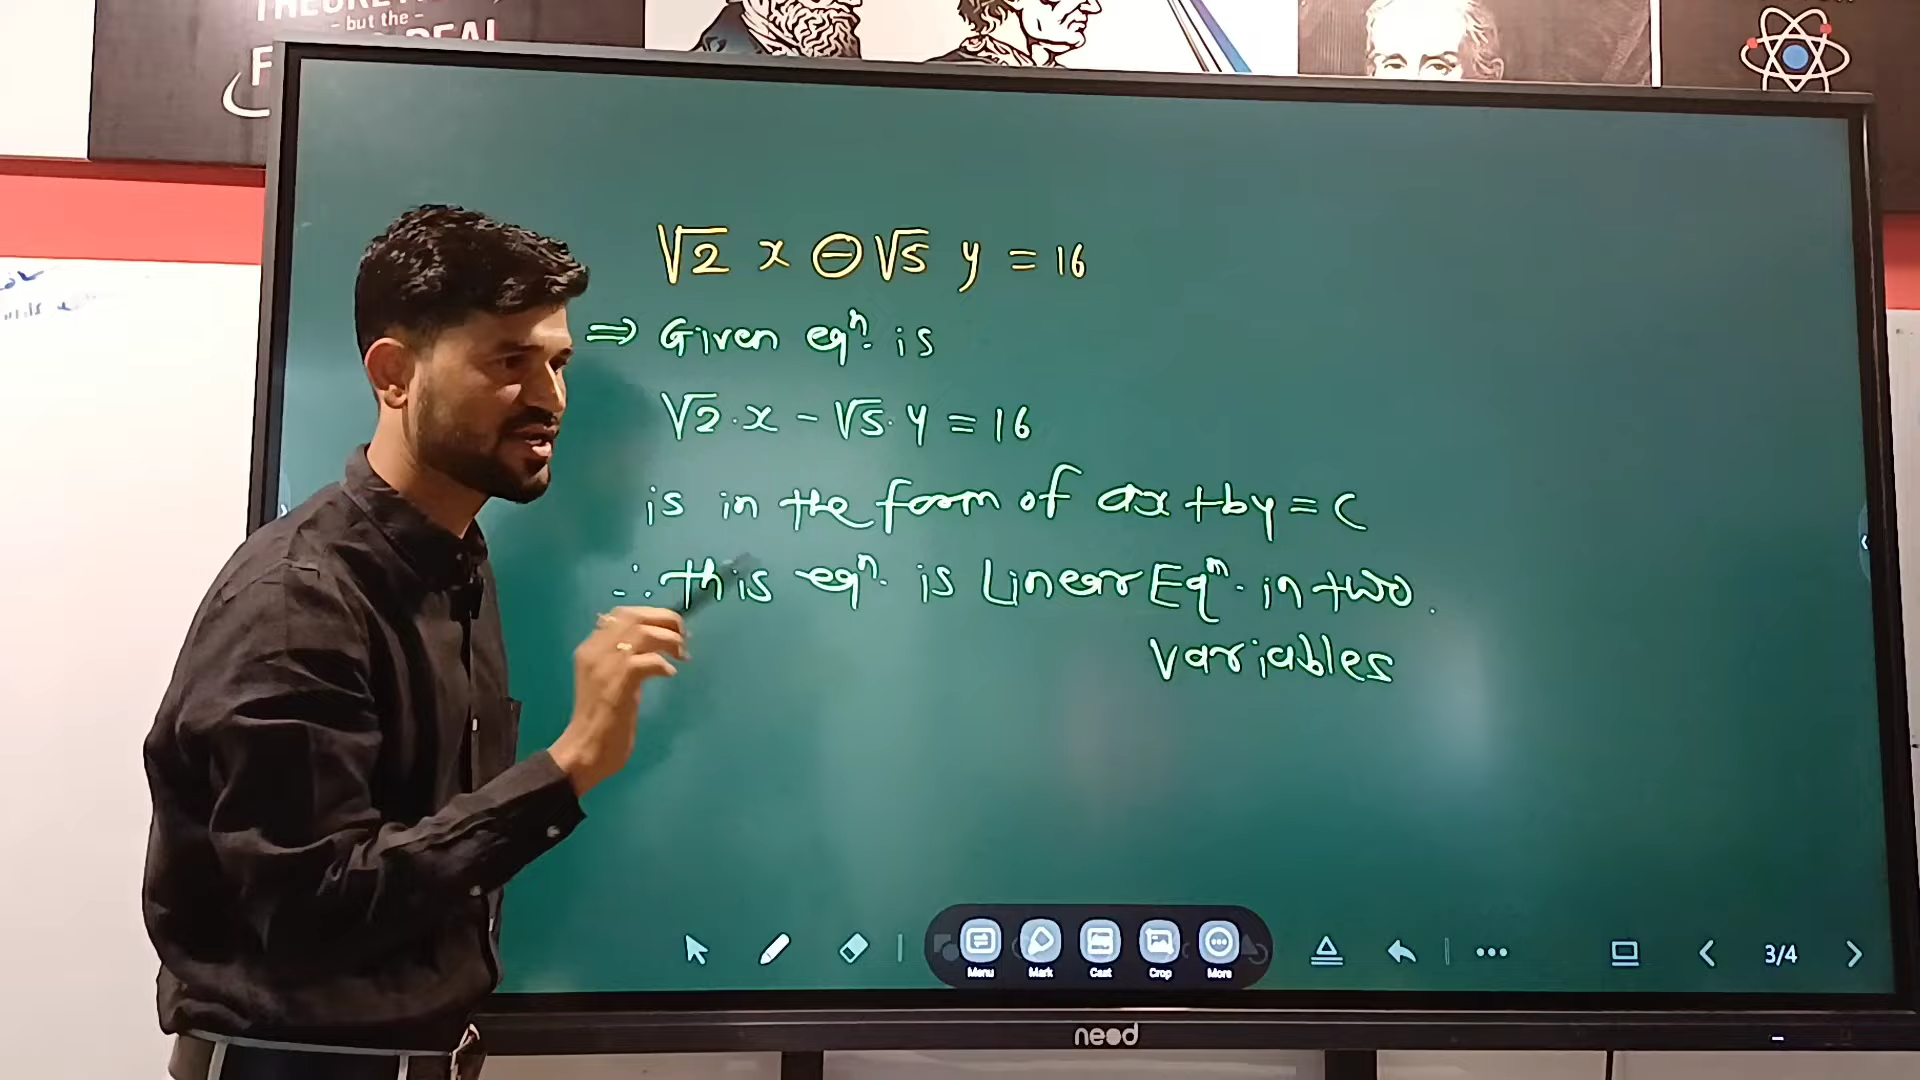 - but the -
√2 x ⊖ √5 y = 16
⇒ Given eqⁿ. is
√2 . x - √5 . y = 16
is in the form of ax + by = c
∴ this eqⁿ. is Linear Eqⁿ. in two.
variables
Menu Mark Cast Crop More
3/4
neod